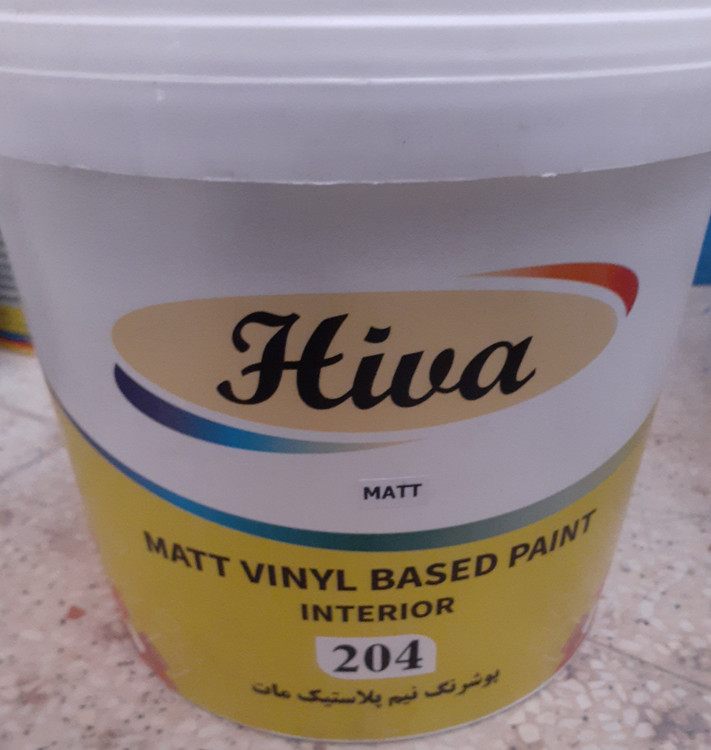 Hiva
MATT
MATT VINYL BASED PAINT
INTERIOR
204
پوشرنگ نیم پلاستیک مات